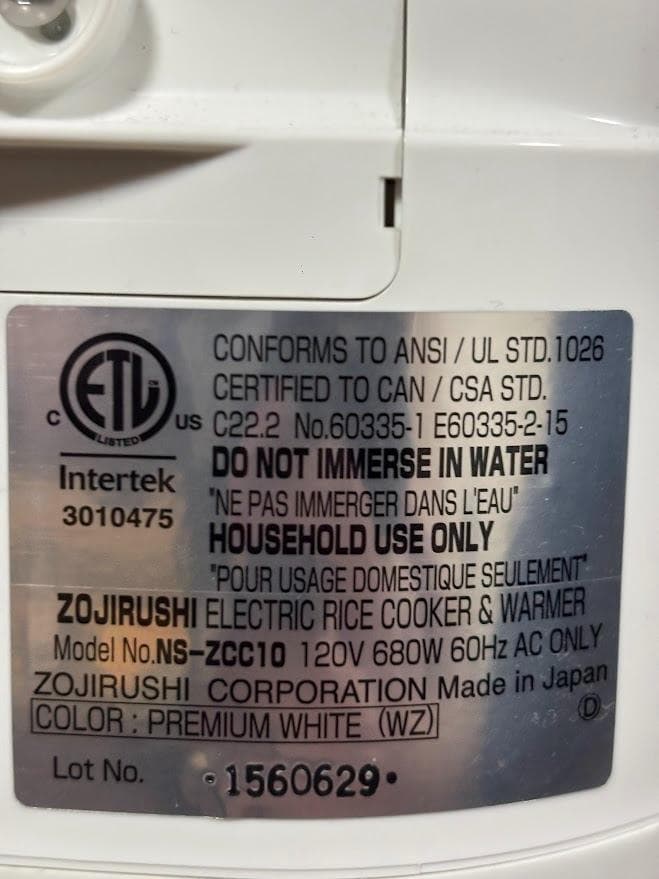 ETL
CM
LISTED
C
US
Intertek
3010475
CONFORMS TO ANSI / UL STD.1026
CERTIFIED TO CAN / CSA STD.
C22.2 No.60335-1 E60335-2-15
DO NOT IMMERSE IN WATER
"NE PAS IMMERGER DANS L'EAU"
HOUSEHOLD USE ONLY
"POUR USAGE DOMESTIQUE SEULEMENT"
ZOJIRUSHI ELECTRIC RICE COOKER & WARMER
Model No.NS-ZCC10 120V 680W 60Hz AC ONLY
ZOJIRUSHI CORPORATION Made in Japan
COLOR : PREMIUM WHITE (WZ)
D
Lot No. •1560629•